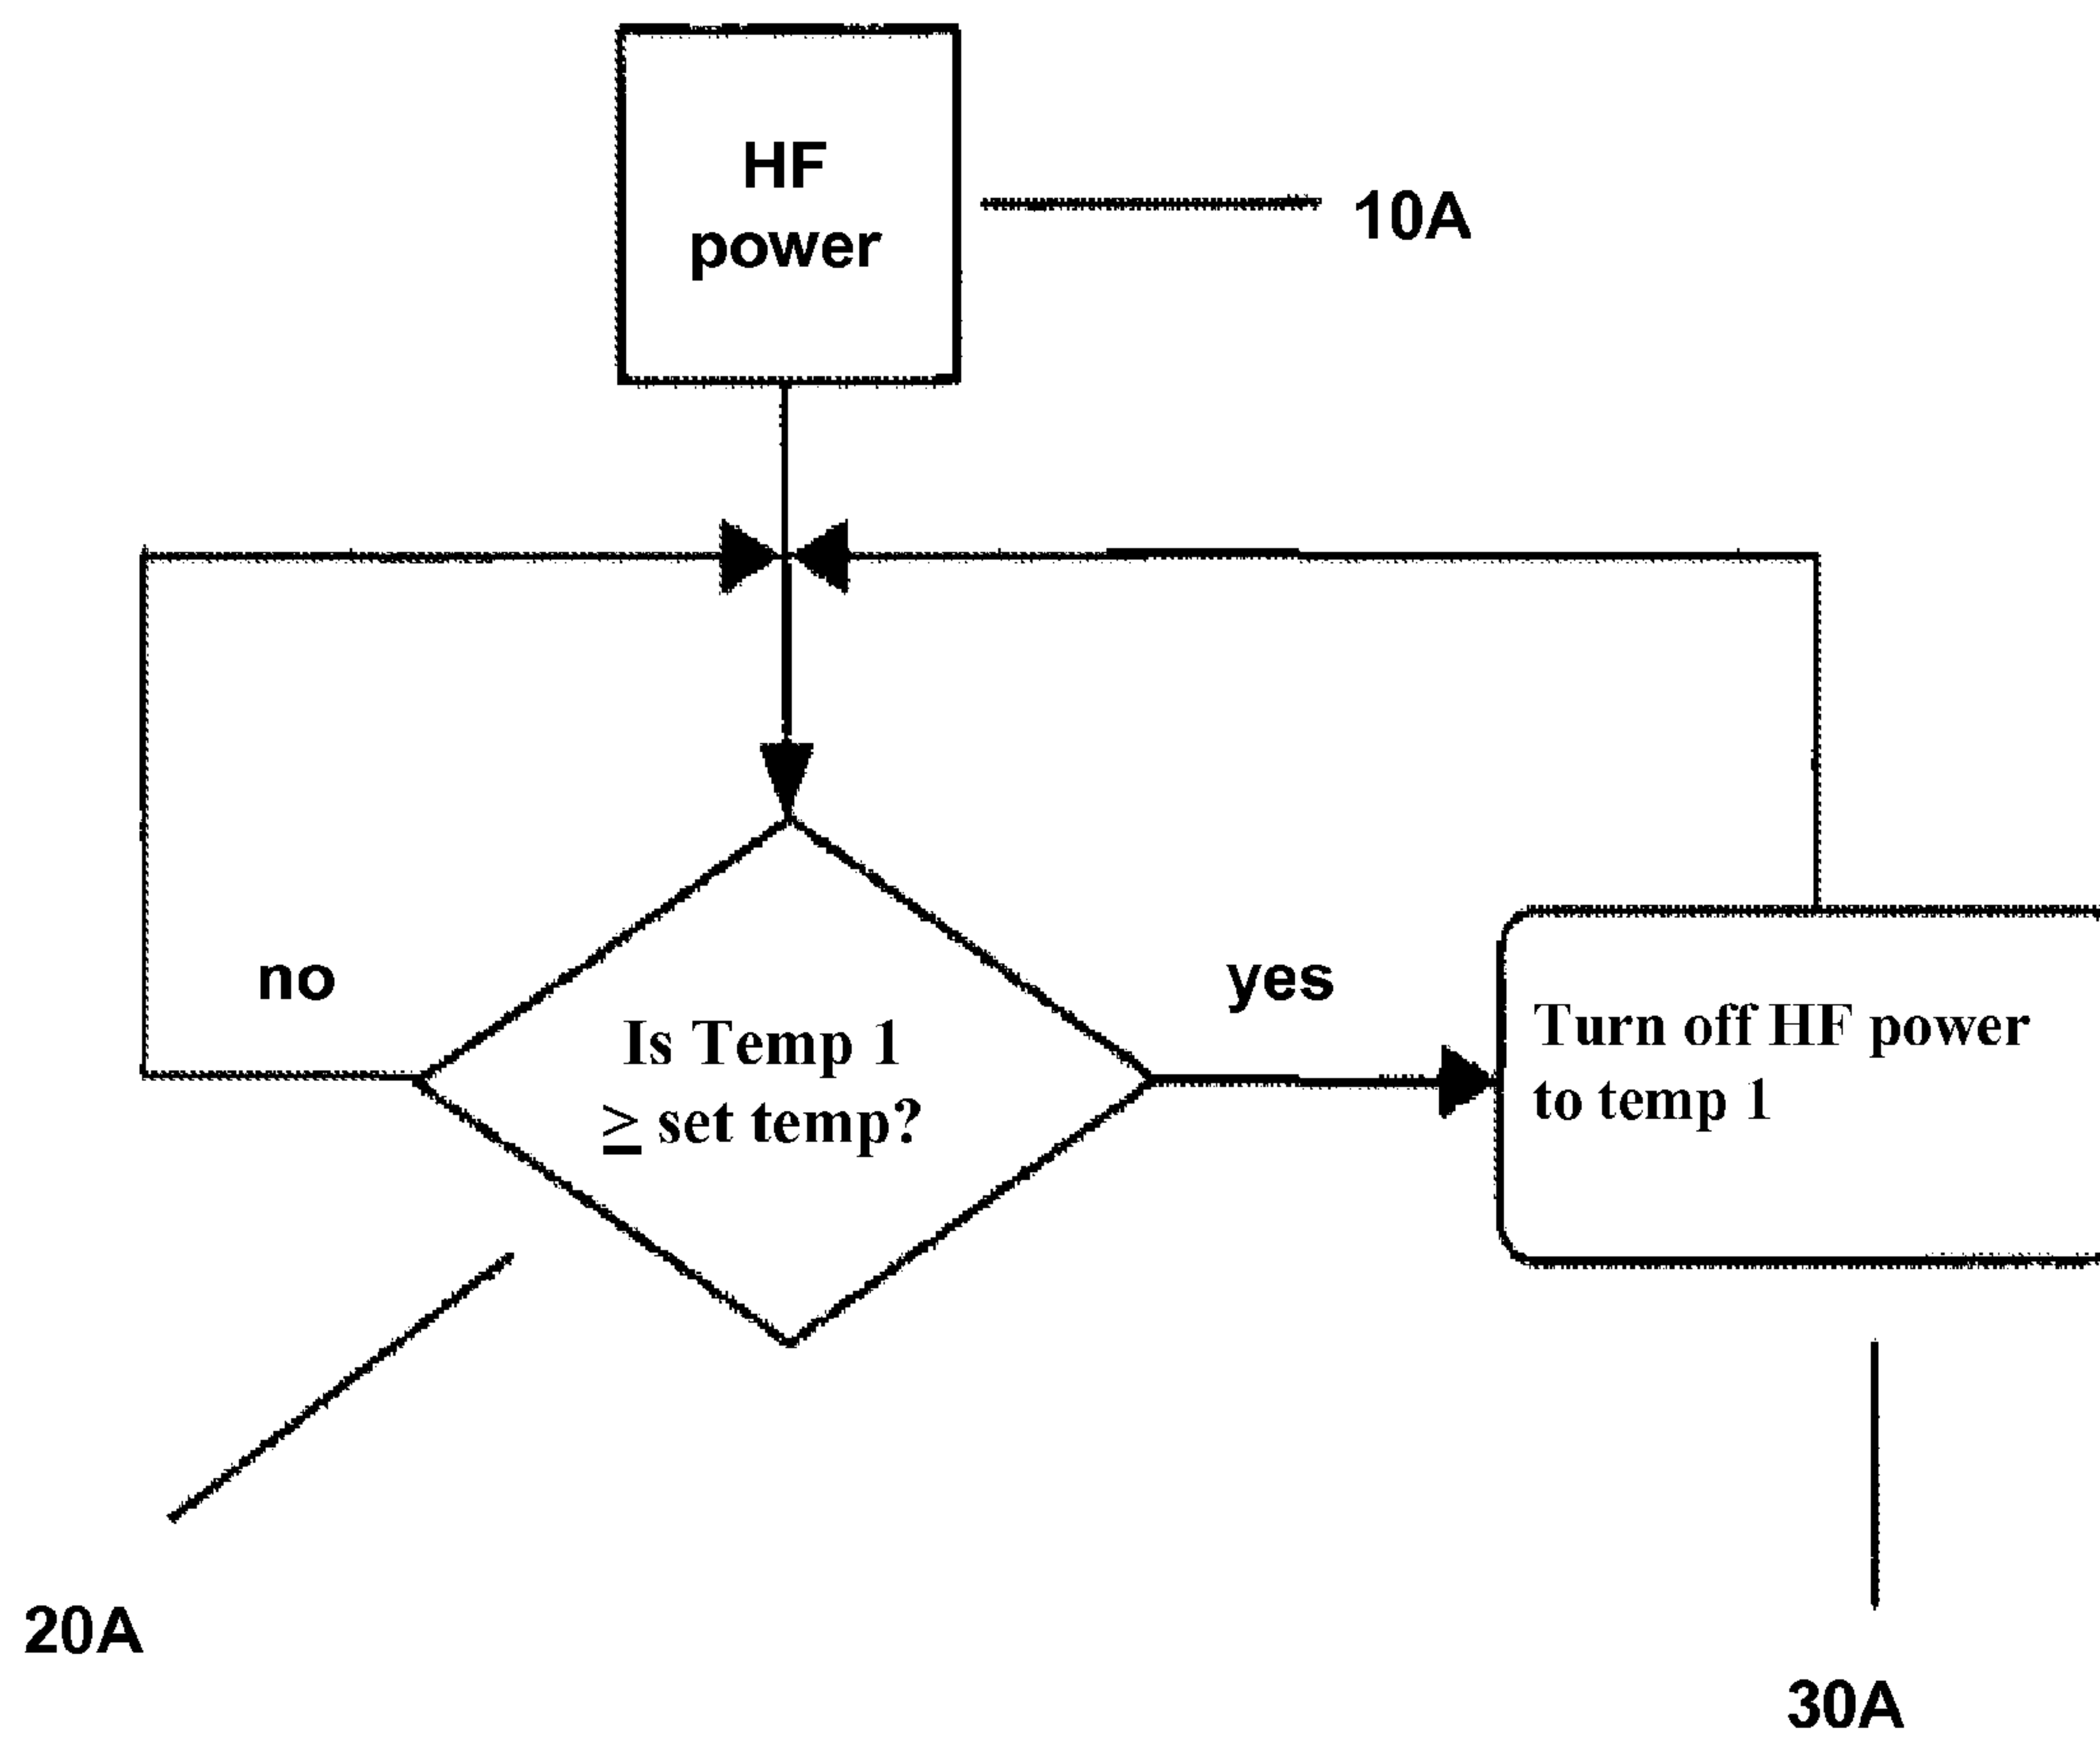 HF
power
10A
no
yes
Is Temp 1
≥ set temp?
Turn off HF power
to temp 1
20A
30A